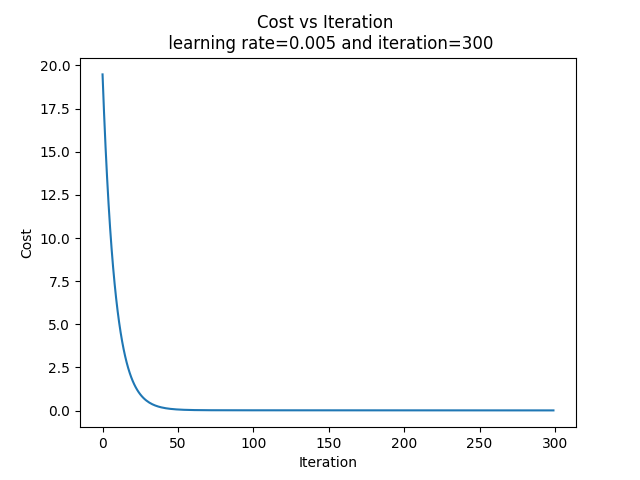 Cost vs Iteration
learning rate=0.005 and iteration=300
20.0
17.5
15.0
12.5
10.0
7.5
5.0
2.5
0.0
Cost
0 50 100 150 200 250 300
Iteration